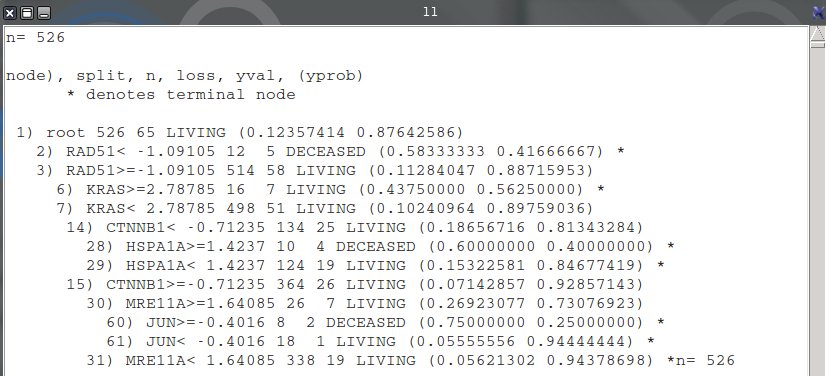 11
n= 526
node), split, n, loss, yval, (yprob)
* denotes terminal node
1) root 526 65 LIVING (0.12357414 0.87642586)
2) RAD51< -1.09105 12 5 DECEASED (0.58333333 0.41666667) *
3) RAD51>=-1.09105 514 58 LIVING (0.11284047 0.88715953)
6) KRAS>=2.78785 16 7 LIVING (0.43750000 0.56250000) *
7) KRAS< 2.78785 498 51 LIVING (0.10240964 0.89759036)
14) CTNNB1< -0.71235 134 25 LIVING (0.18656716 0.81343284)
28) HSPA1A>=1.4237 10 4 DECEASED (0.60000000 0.40000000) *
29) HSPA1A< 1.4237 124 19 LIVING (0.15322581 0.84677419) *
15) CTNNB1>=-0.71235 364 26 LIVING (0.07142857 0.92857143)
30) MRE11A>=1.64085 26 7 LIVING (0.26923077 0.73076923)
60) JUN>=-0.4016 8 2 DECEASED (0.75000000 0.25000000) *
61) JUN< -0.4016 18 1 LIVING (0.05555556 0.94444444) *
31) MRE11A< 1.64085 338 19 LIVING (0.05621302 0.94378698) *n= 526